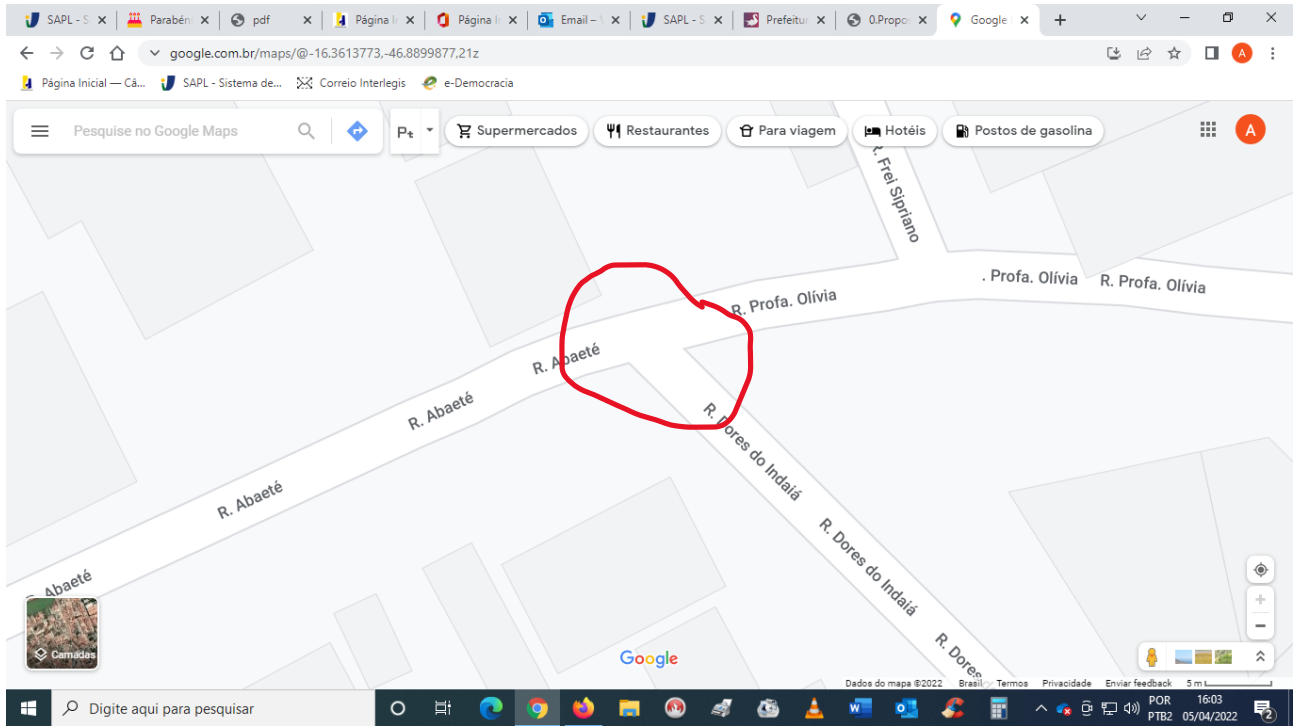 SAPL - S
Parabén
pdf
Página I
Página In
Email –
SAPL - S
Prefeitur
0.Propos
Google
google.com.br/maps/@-16.3613773,-46.8899877,21z
A
Página Inicial — Câ...
SAPL - Sistema de...
Correio Interlegis
e-Democracia
Pesquise no Google Maps
Supermercados
Restaurantes
Para viagem
Hotéis
Postos de gasolina
A
R. Frei Sipriano
. Profa. Olívia
R. Profa. Olívia
R. Profa. Olívia
R. Abaeté
R. Abaeté
R. Abaeté
Abaeté
R. Dores do Indaiá
R. Dores do Indaiá
R. Dores
Camadas
Google
Dados do mapa ©2022 Brasil Termos Privacidade Enviar feedback 5 m
Digite aqui para pesquisar
POR
PTB2
16:03
05/04/2022
2